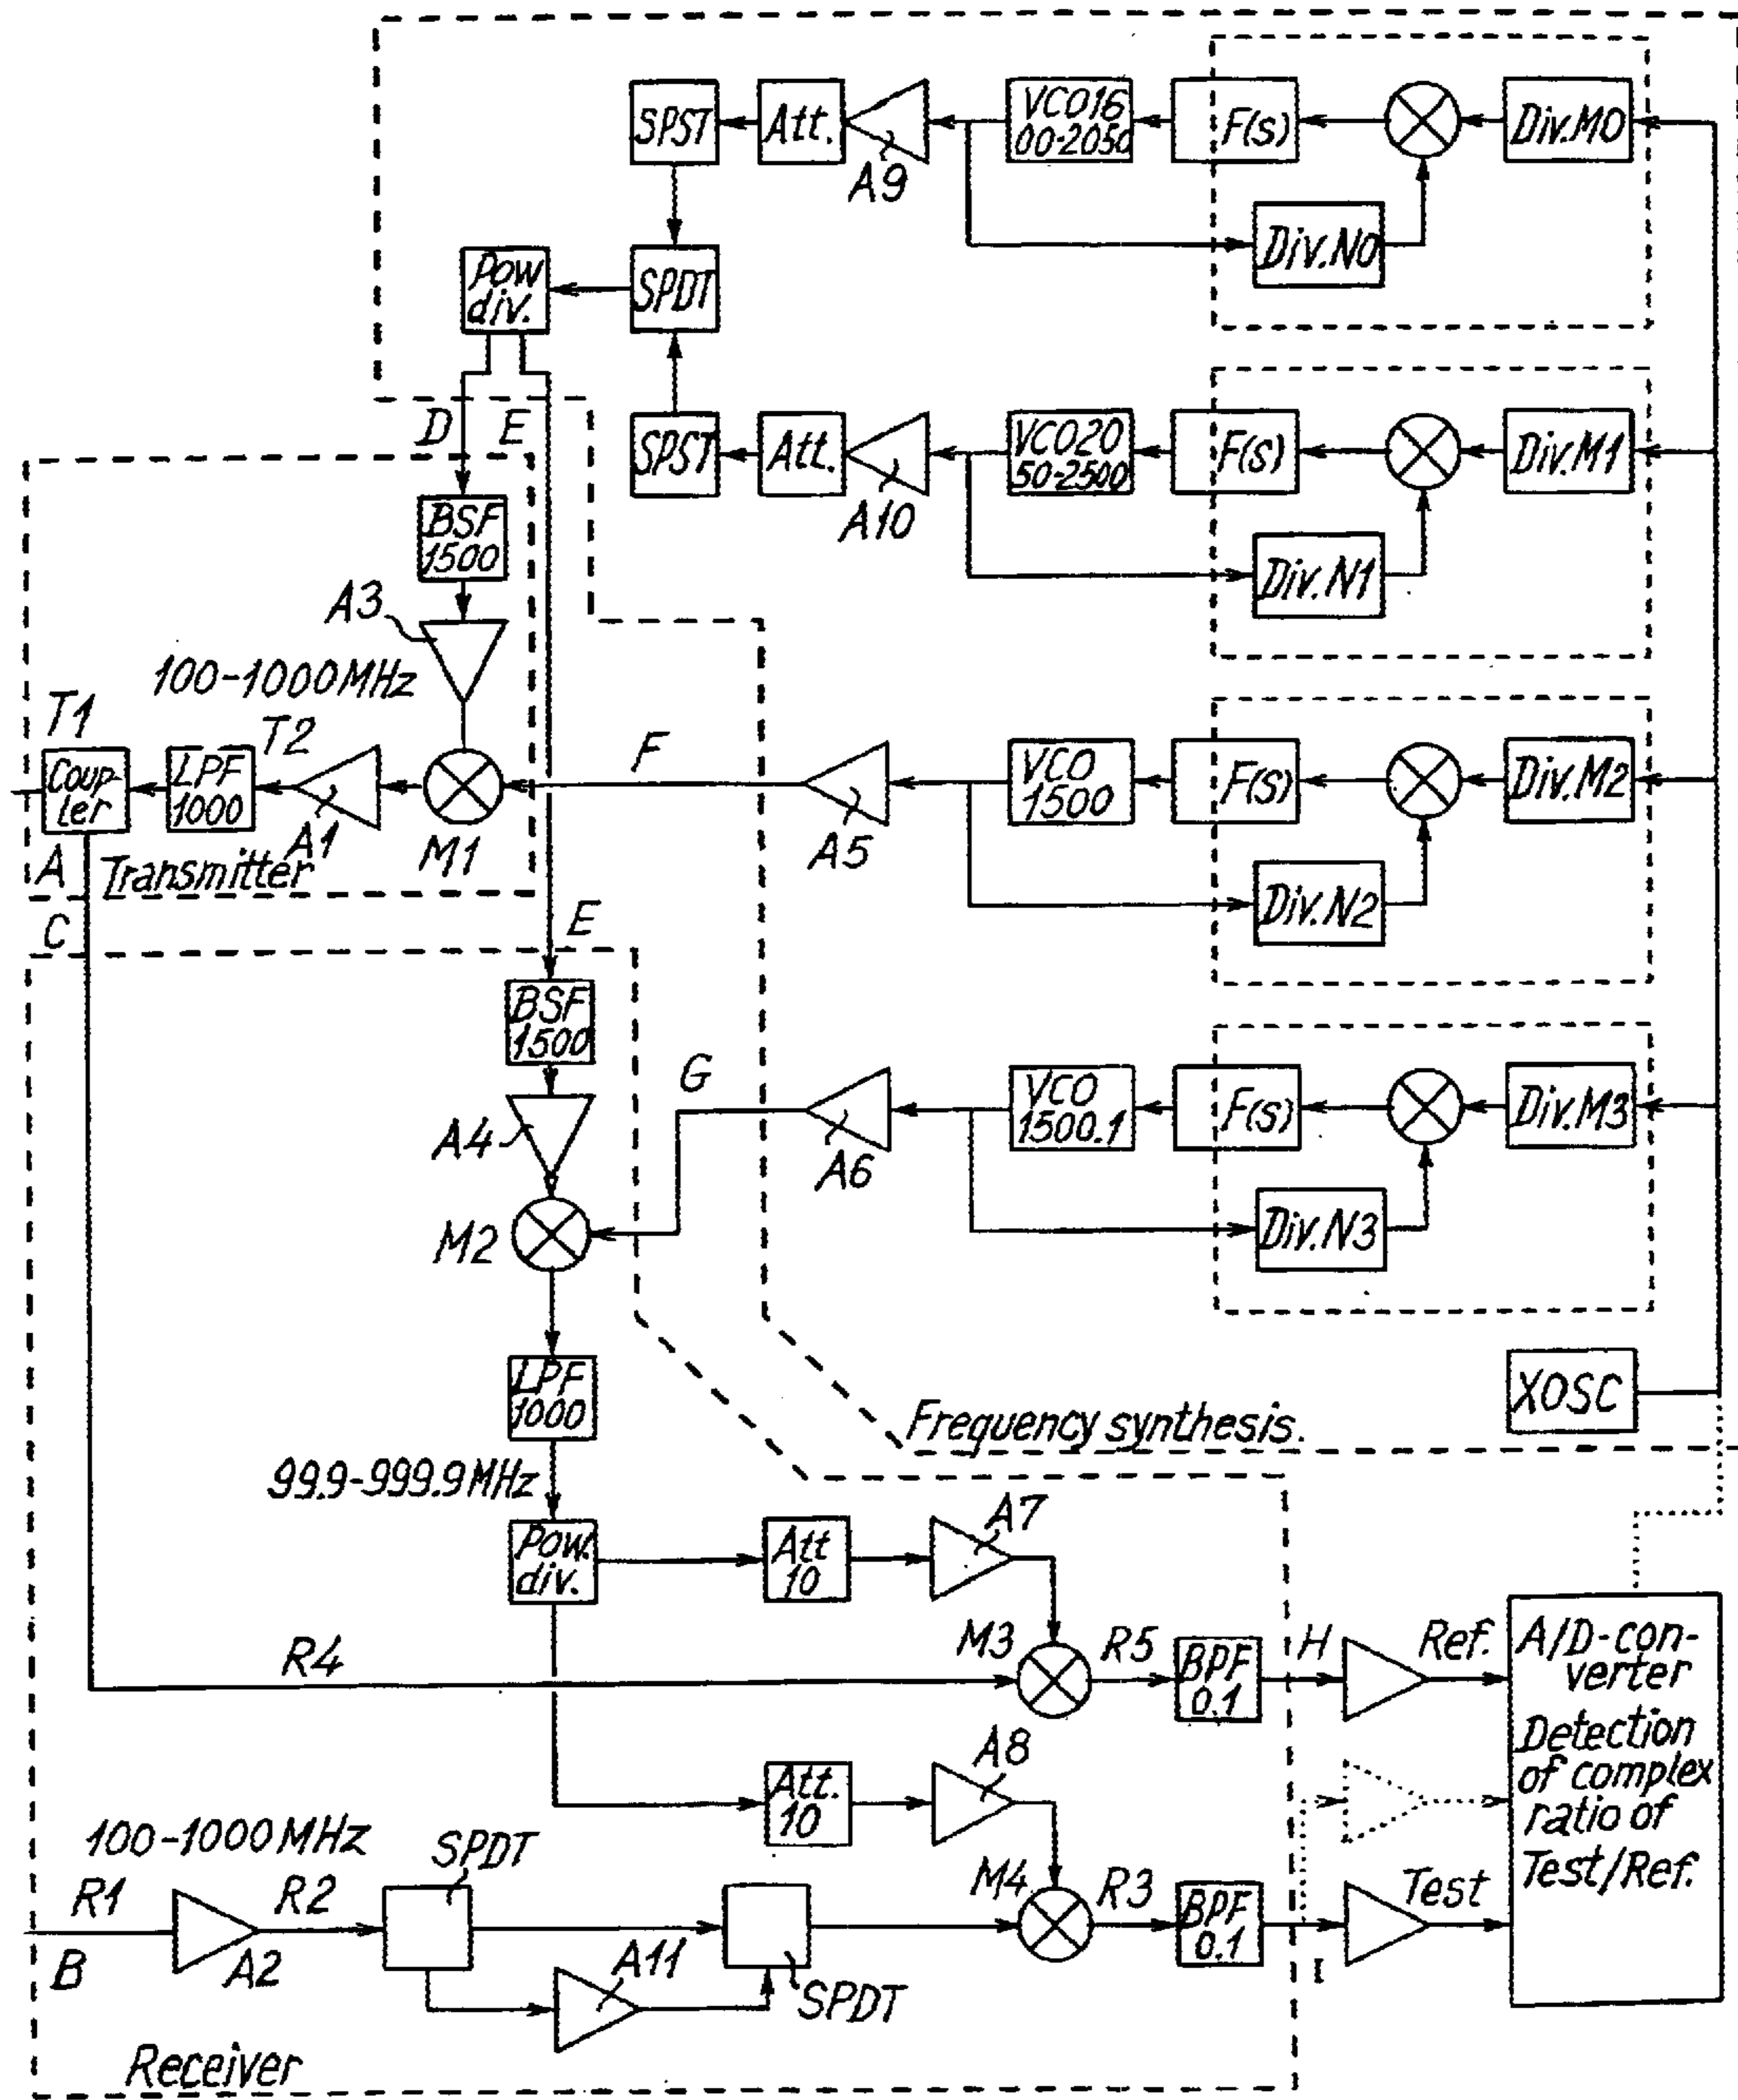 SPST
Att.
A9
VCO16
00-2050
F(s)
Div.M0
Div.N0
Pow
div.
SPDT
D
E
SPST
Att.
A10
VCO20
50-2500
F(s)
Div.M1
Div.N1
BSF
1500
A3
100-1000MHz
T1
Coup-
ler
LPF
1000
T2
A1
M1
A
Transmitter
F
A5
VCO
1500
F(s)
Div.M2
Div.N2
C
E
BSF
1500
A4
M2
G
A6
VCO
1500.1
F(s)
Div.M3
Div.N3
LPF
1000
XOSC
Frequency synthesis.
99.9-999.9MHz
Pow.
div.
Att
10
A7
M3
R4
R5
BPF
0.1
H
Ref.
A/D-con-
verter
Detection
of complex
ratio of
Test/Ref.
Att.
10
A8
M4
R3
BPF
0.1
I
Test
100-1000MHz
R1
B
A2
R2
SPDT
A11
SPDT
Receiver